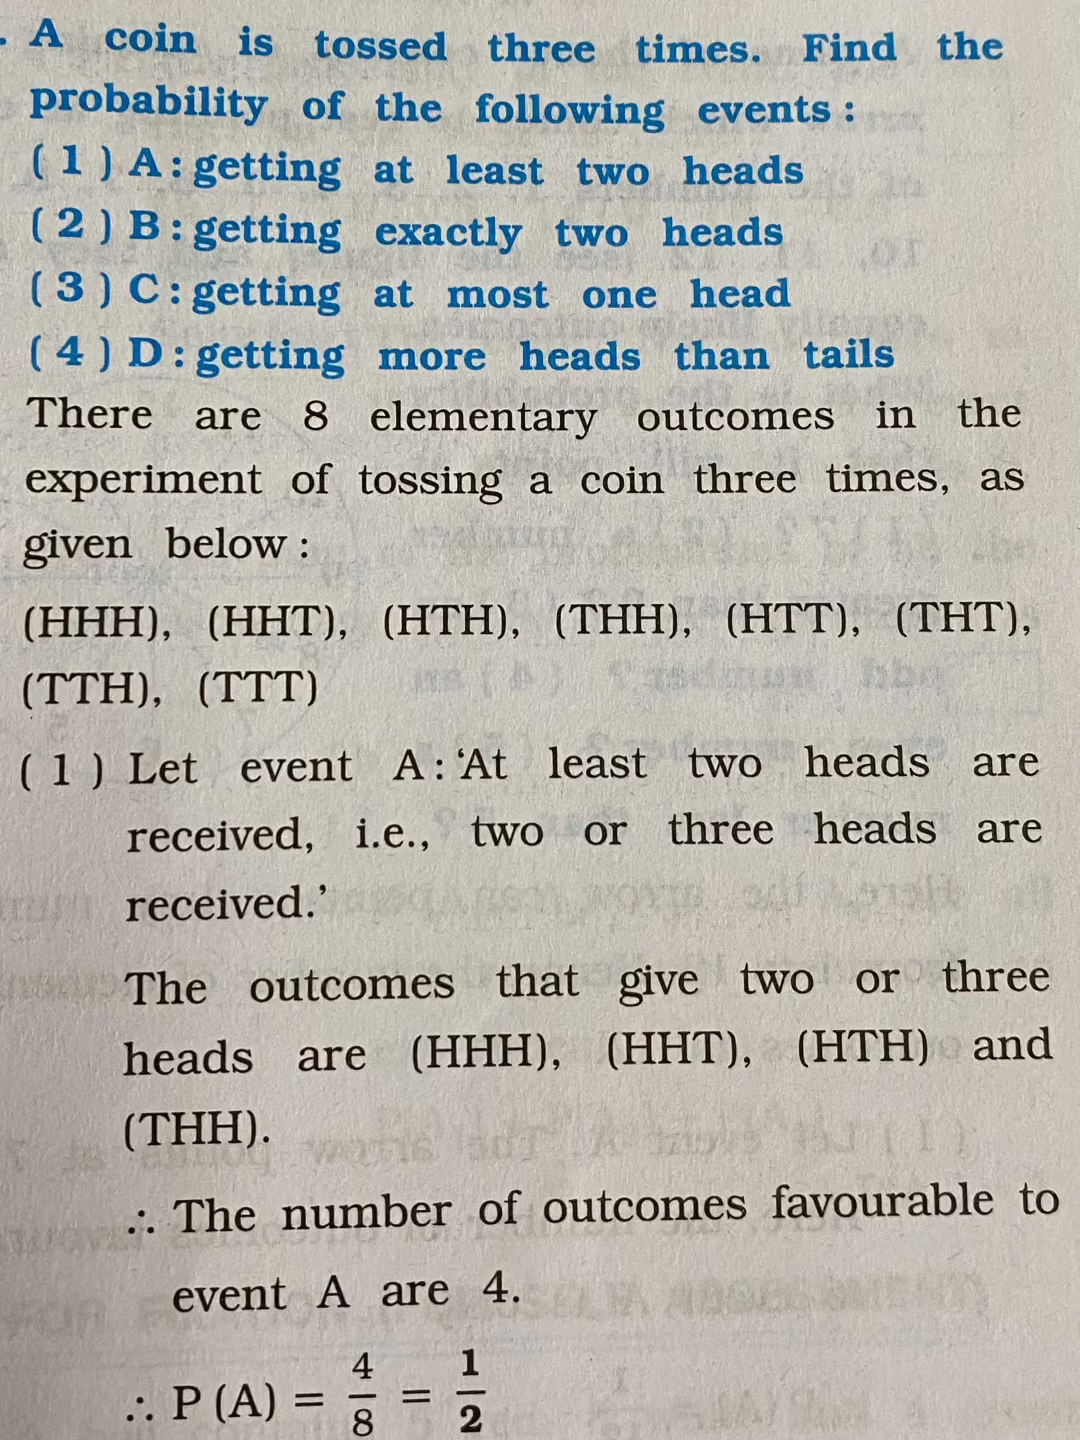 . A coin is tossed three times. Find the
probability of the following events :
( 1 ) A : getting at least two heads
( 2 ) B : getting exactly two heads
( 3 ) C : getting at most one head
( 4 ) D : getting more heads than tails
There are 8 elementary outcomes in the
experiment of tossing a coin three times, as
given below :
(HHH), (HHT), (HTH), (THH), (HTT), (THT),
(TTH), (TTT)
( 1 ) Let event A : ‘At least two heads are
received, i.e., two or three heads are
received.’
The outcomes that give two or three
heads are (HHH), (HHT), (HTH) and
(THH).
∴ The number of outcomes favourable to
event A are 4.
∴ P (A) = 4/8 = 1/2